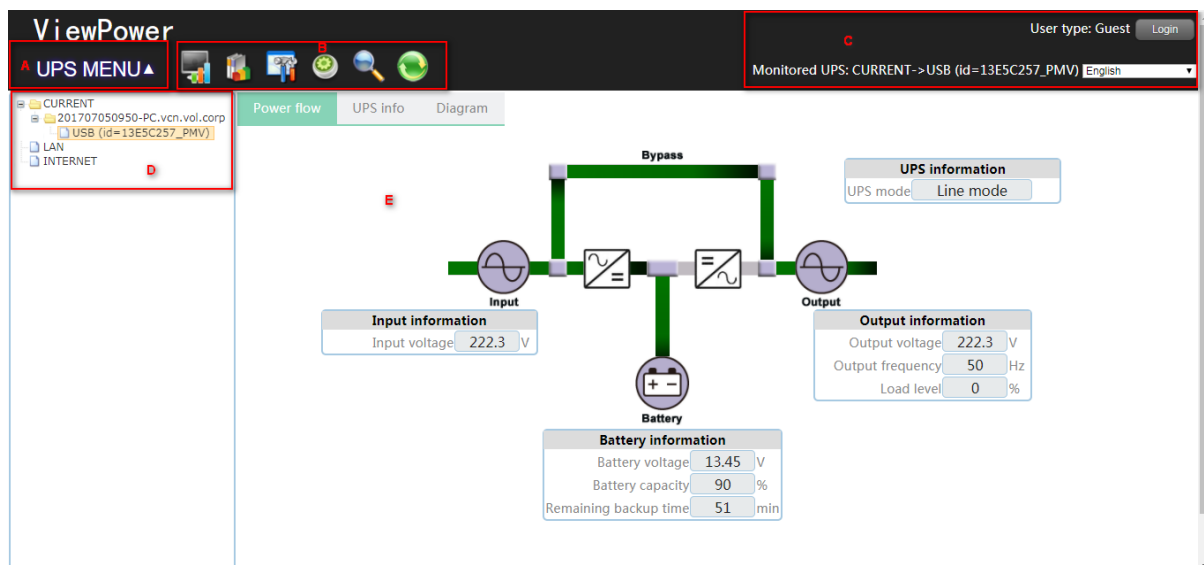 ViewPower
User type: Guest Login
A UPS MENU▲
B
C
Monitored UPS: CURRENT->USB (id=13E5C257_PMV) English
CURRENT
201707050950-PC.vcn.vol.corp
USB (id=13E5C257_PMV)
LAN
INTERNET
D
Power flow UPS info Diagram
E
Bypass
UPS information
UPS mode Line mode
Input
Output
Input information
Input voltage 222.3 V
Output information
Output voltage 222.3 V
Output frequency 50 Hz
Load level 0 %
Battery
Battery information
Battery voltage 13.45 V
Battery capacity 90 %
Remaining backup time 51 min